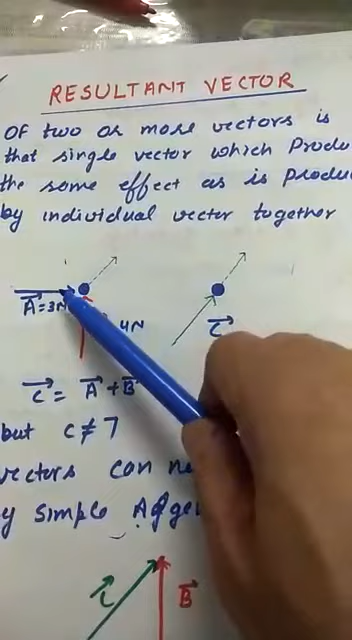 RESULTANT VECTOR
Of two or more vectors is
that single vector which Produ
the same effect as is produc
by individual vector together
A=3N
4N
C
C = A + B
but C≠7
vectors can
y simple
C
B